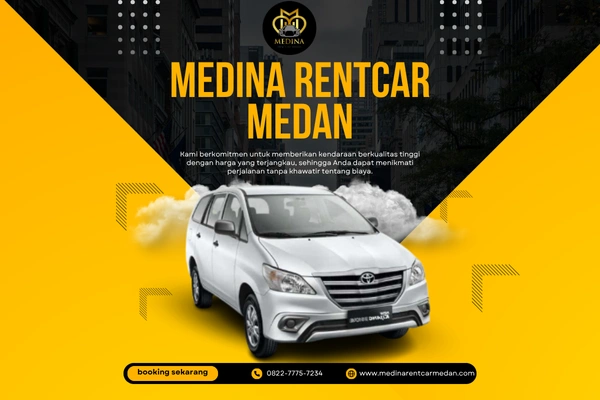 MEDINA
MEDINA RENTCAR
MEDAN
Kami berkomitmen untuk memberikan kendaraan berkualitas tinggi
dengan harga yang terjangkau, sehingga Anda dapat menikmati
perjalanan tanpa khawatir tentang biaya.
booking sekarang
0822-7775-7234
www.medinarentcarmedan.com